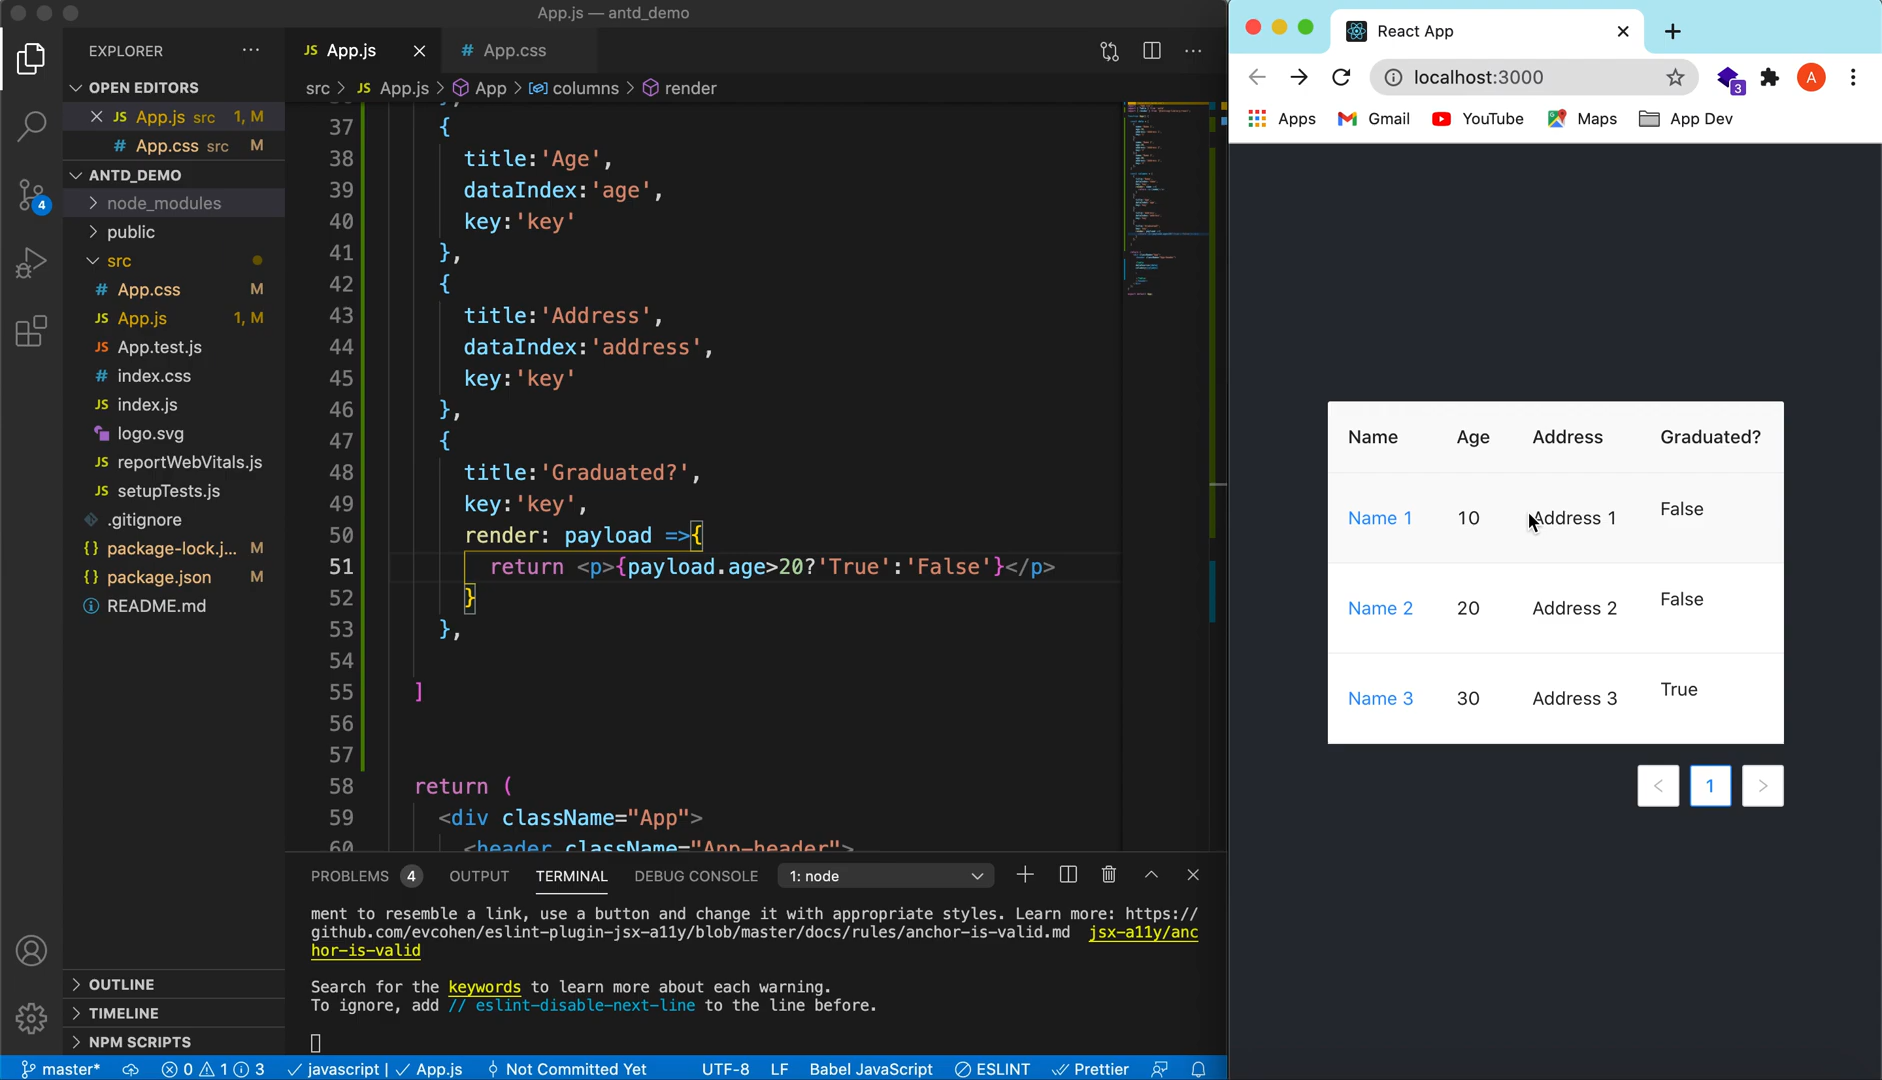 App.js — antd_demo
EXPLORER
OPEN EDITORS
App.js src 1, M
App.css src M
ANTD_DEMO
node_modules
public
src
App.css M
App.js 1, M
App.test.js
index.css
index.js
logo.svg
reportWebVitals.js
setupTests.js
.gitignore
package-lock.j... M
package.json M
README.md
OUTLINE
TIMELINE
NPM SCRIPTS
4
JS App.js
# App.css
src > JS App.js > App > columns > render
37 {
38 title:'Age',
39 dataIndex:'age',
40 key:'key'
41 },
42 {
43 title:'Address',
44 dataIndex:'address',
45 key:'key'
46 },
47 {
48 title:'Graduated?',
49 key:'key',
50 render: payload =>{
51 return <p>{payload.age>20?'True':'False'}</p>
52 }
53 },
54
55 ]
56
57
58 return (
59 <div className="App">
60 <header className="App-header">
PROBLEMS 4 OUTPUT TERMINAL DEBUG CONSOLE 1: node
ment to resemble a link, use a button and change it with appropriate styles. Learn more: https://
github.com/evcohen/eslint-plugin-jsx-a11y/blob/master/docs/rules/anchor-is-valid.md jsx-a11y/anc
hor-is-valid
Search for the keywords to learn more about each warning.
To ignore, add // eslint-disable-next-line to the line before.
master* 0 1 3 javascript | App.js Not Committed Yet UTF-8 LF Babel JavaScript ESLINT Prettier
React App
localhost:3000
3
A
Apps Gmail YouTube Maps App Dev
Name Age Address Graduated?
Name 1 10 Address 1 False
Name 2 20 Address 2 False
Name 3 30 Address 3 True
< 1 >